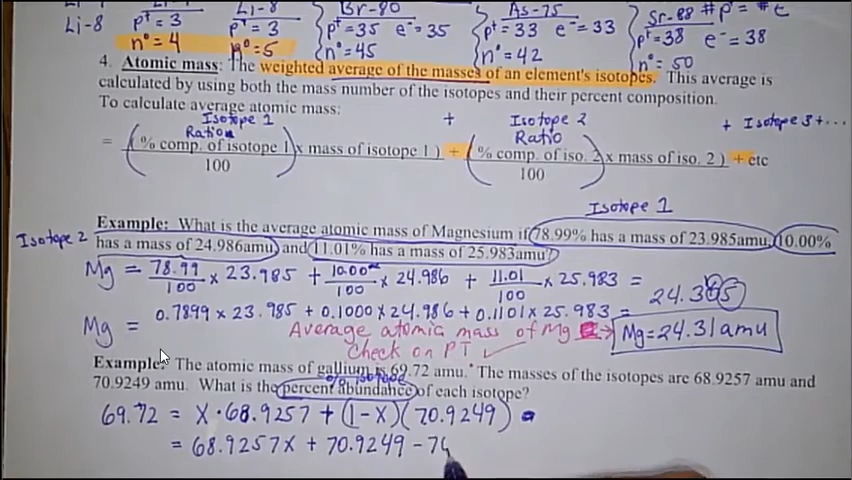 Li-8 p⁺ = 3 p⁺ = 3 p⁺ = 35 e⁻ = 35 p⁺ = 33 e⁻ = 33 Sr-88 #p = #e
n° = 4 n° = 5 n° = 45 n° = 42 p⁺ = 38 e⁻ = 38
n° = 50
4. Atomic mass: The weighted average of the masses of an element's isotopes. This average is
calculated by using both the mass number of the isotopes and their percent composition.
To calculate average atomic mass:
Isotope 1 + Isotope 2 + Isotope 3 + ...
Ratio Ratio
= (% comp. of isotope 1 x mass of isotope 1 ) + (% comp. of iso. 2 x mass of iso. 2 ) + etc
100 100
Isotope 1
Example: What is the average atomic mass of Magnesium if 78.99% has a mass of 23.985amu, 10.00%
Isotope 2 has a mass of 24.986amu and 11.01% has a mass of 25.983amu?
Mg = 78.99/100 x 23.985 + 10.00/100 x 24.986 + 11.01/100 x 25.983 =
24.305
0.7899 x 23.985 + 0.1000 x 24.986 + 0.1101 x 25.983 =
Mg = Average atomic mass of Mg → Mg = 24.31 amu
Check on PT ✓
Example: The atomic mass of gallium is 69.72 amu. The masses of the isotopes are 68.9257 amu and
of isotope
70.9249 amu. What is the percent abundance of each isotope?
69.72 = X · 68.9257 + (1 - X)(70.9249)
= 68.9257X + 70.9249 - 7